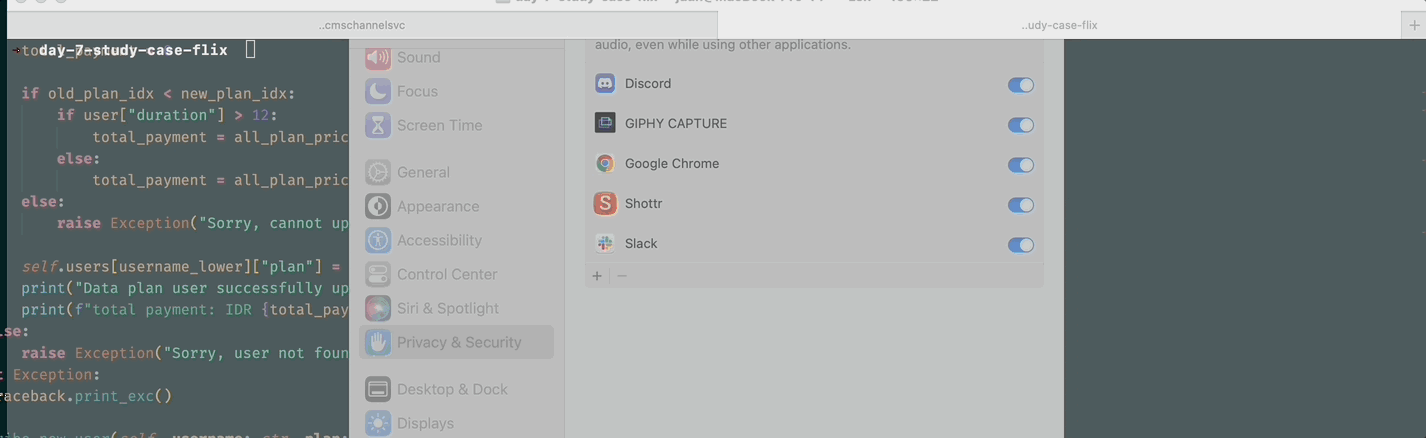 ..cmschannelsvc
..udy-case-flix
day-7-study-case-flix
if old_plan_idx < new_plan_idx:
if user["duration"] > 12:
total_payment = all_plan_pric
else:
total_payment = all_plan_pric
else:
raise Exception("Sorry, cannot up
self.users[username_lower]["plan"] =
print("Data plan user successfully up
print(f"total payment: IDR {total_pay
lse:
raise Exception("Sorry, user not foun
t Exception:
raceback.print_exc()
Sound
Focus
Screen Time
General
Appearance
Accessibility
Control Center
Siri & Spotlight
Privacy & Security
Desktop & Dock
Displays
audio, even while using other applications.
Discord
GIPHY CAPTURE
Google Chrome
Shottr
Slack
+ −